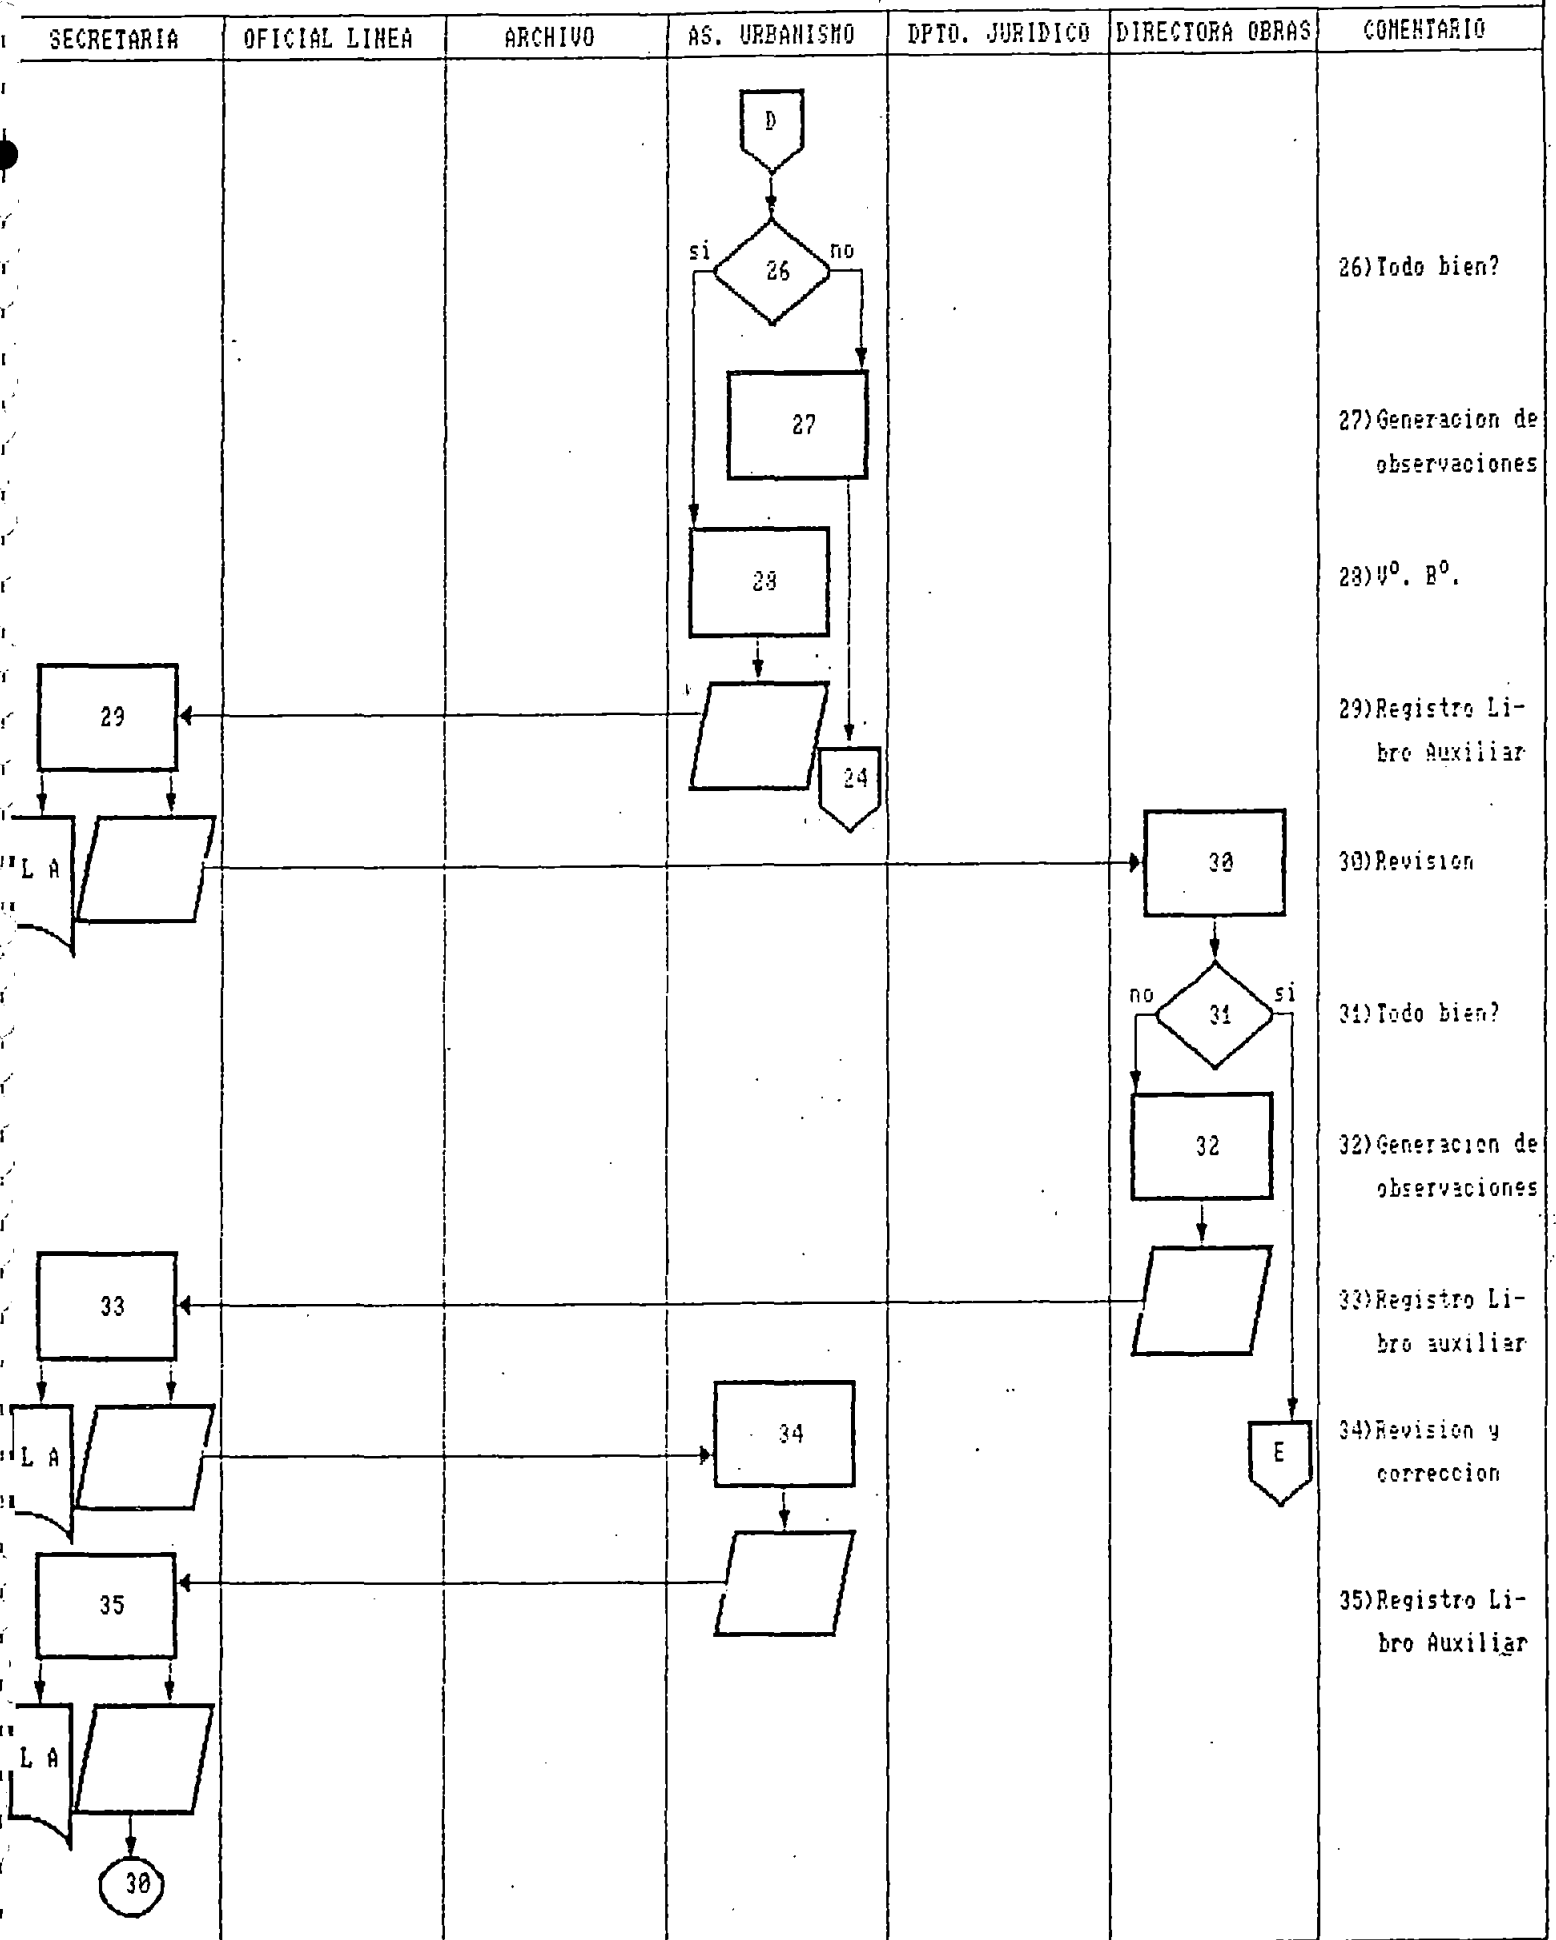 SECRETARIA OFICIAL LINEA ARCHIVO AS. URBANISMO DPTO. JURIDICO DIRECTORA OBRAS COMENTARIO
D
si no
26
26)Todo bien?
27
27)Generacion de
observaciones
28
28)Vº. Bº.
29
29)Registro Li-
bro Auxiliar
24
L A
30
30)Revision
no si
31
31)Todo bien?
32
32)Generacion de
observaciones
33
33)Registro Li-
bro auxiliar
L A
34
E
34)Revision y
correccion
35
35)Registro Li-
bro Auxiliar
L A
30